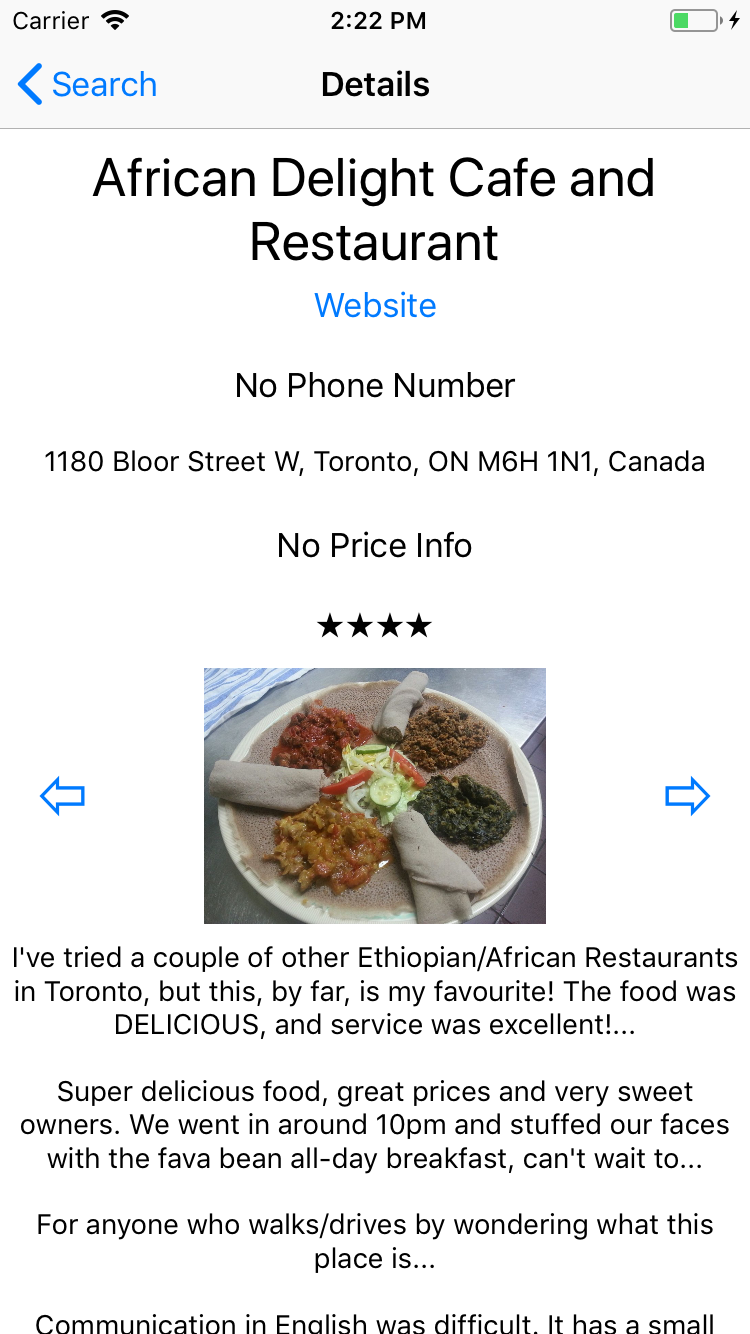 Carrier 2:22 PM
Search Details
African Delight Cafe and
Restaurant
Website
No Phone Number
1180 Bloor Street W, Toronto, ON M6H 1N1, Canada
No Price Info
★★★★
I've tried a couple of other Ethiopian/African Restaurants
in Toronto, but this, by far, is my favourite! The food was
DELICIOUS, and service was excellent!...
Super delicious food, great prices and very sweet
owners. We went in around 10pm and stuffed our faces
with the fava bean all-day breakfast, can't wait to...
For anyone who walks/drives by wondering what this
place is...
Communication in English was difficult. It has a small